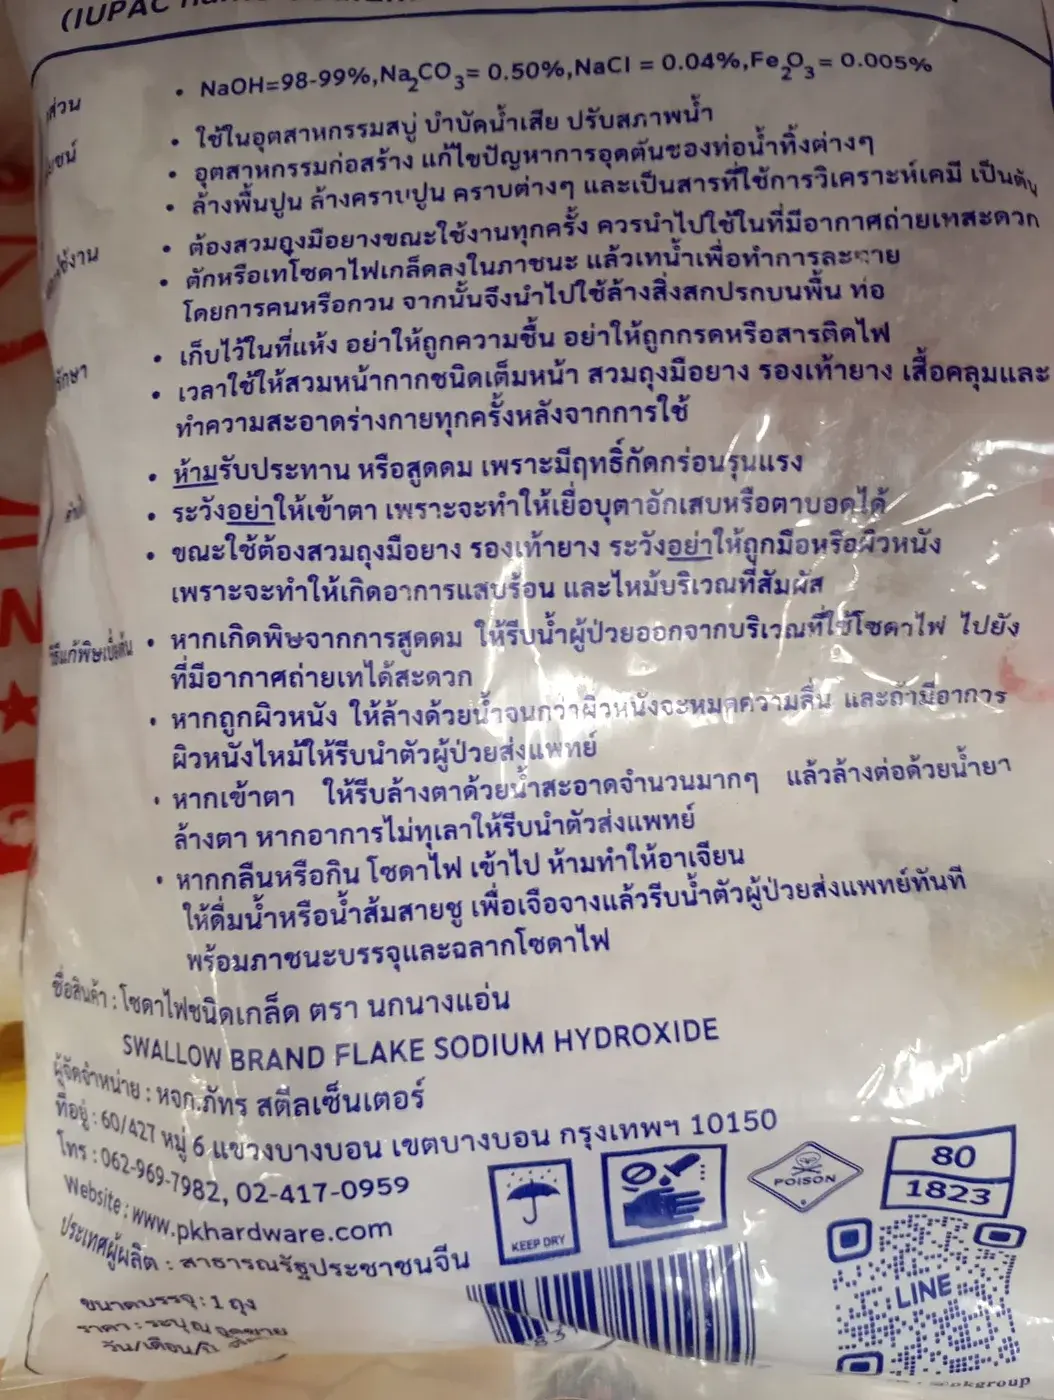 (IUPAC name
NaOH=98-99%,Na2CO3= 0.50%,NaCl = 0.04%,Fe2O3= 0.005%
ใช้ในอุตสาหกรรมสบู่ บำบัดน้ำเสีย ปรับสภาพน้ำ
อุตสาหกรรมก่อสร้าง แก้ไขปัญหาการอุดตันของท่อน้ำทิ้งต่างๆ
ล้างพื้นปูน ล้างคราบปูน คราบต่างๆ และเป็นสารที่ใช้การวิเคราะห์เคมี เป็นต้น
ต้องสวมถุงมือยางขณะใช้งานทุกครั้ง ควรนำไปใช้ในที่มีอากาศถ่ายเทสะดวก
ตักหรือเทโซดาไฟเกล็ดลงในภาชนะ แล้วเทน้ำเพื่อทำการละลาย
โดยการคนหรือกวน จากนั้นจึงนำไปใช้ล้างสิ่งสกปรกบนพื้น ท่อ
เก็บไว้ในที่แห้ง อย่าให้ถูกความชื้น อย่าให้ถูกกรดหรือสารติดไฟ
เวลาใช้ให้สวมหน้ากากชนิดเต็มหน้า สวมถุงมือยาง รองเท้ายาง เสื้อคลุมและ
ทำความสะอาดร่างกายทุกครั้งหลังจากการใช้
ห้ามรับประทาน หรือสูดดม เพราะมีฤทธิ์กัดกร่อนรุนแรง
ระวังอย่าให้เข้าตา เพราะจะทำให้เยื่อบุตาอักเสบหรือตาบอดได้
ขณะใช้ต้องสวมถุงมือยาง รองเท้ายาง ระวังอย่าให้ถูกมือหรือผิวหนัง
เพราะจะทำให้เกิดอาการแสบร้อน และไหม้บริเวณที่สัมผัส
วิธีแก้พิษเบื้องต้น หากเกิดพิษจากการสูดดม ให้รีบนำผู้ป่วยออกจากบริเวณที่ใช้โซดาไฟ ไปยัง
ที่มีอากาศถ่ายเทได้สะดวก
หากถูกผิวหนัง ให้ล้างด้วยน้ำจนกว่าผิวหนังจะหมดความลื่น และถ้ามีอาการ
ผิวหนังไหม้ให้รีบนำตัวผู้ป่วยส่งแพทย์
หากเข้าตา ให้รีบล้างตาด้วยน้ำสะอาดจำนวนมากๆ แล้วล้างต่อด้วยน้ำยา
ล้างตา หากอาการไม่ทุเลาให้รีบนำตัวส่งแพทย์
หากกลืนหรือกิน โซดาไฟ เข้าไป ห้ามทำให้อาเจียน
ให้ดื่มน้ำหรือน้ำส้มสายชู เพื่อเจือจางแล้วรีบนำตัวผู้ป่วยส่งแพทย์ทันที
พร้อมภาชนะบรรจุและฉลากโซดาไฟ
ชื่อสินค้า : โซดาไฟชนิดเกล็ด ตรา นกนางแอ่น
SWALLOW BRAND FLAKE SODIUM HYDROXIDE
ผู้จัดจำหน่าย : หจก.ภัทร สตีลเซ็นเตอร์
ที่อยู่ : 60/427 หมู่ 6 แขวงบางบอน เขตบางบอน กรุงเทพฯ 10150
โทร : 062-969-7982, 02-417-0959
Website : www.pkhardware.com
ประเทศผู้ผลิต : สาธารณรัฐประชาชนจีน
ขนาดบรรจุ : 1 ถุง
ราคา : ระบุณจุดขาย
วัน/เดือน/ปี
KEEP DRY
POISON
80
1823
LINE
pkgroup